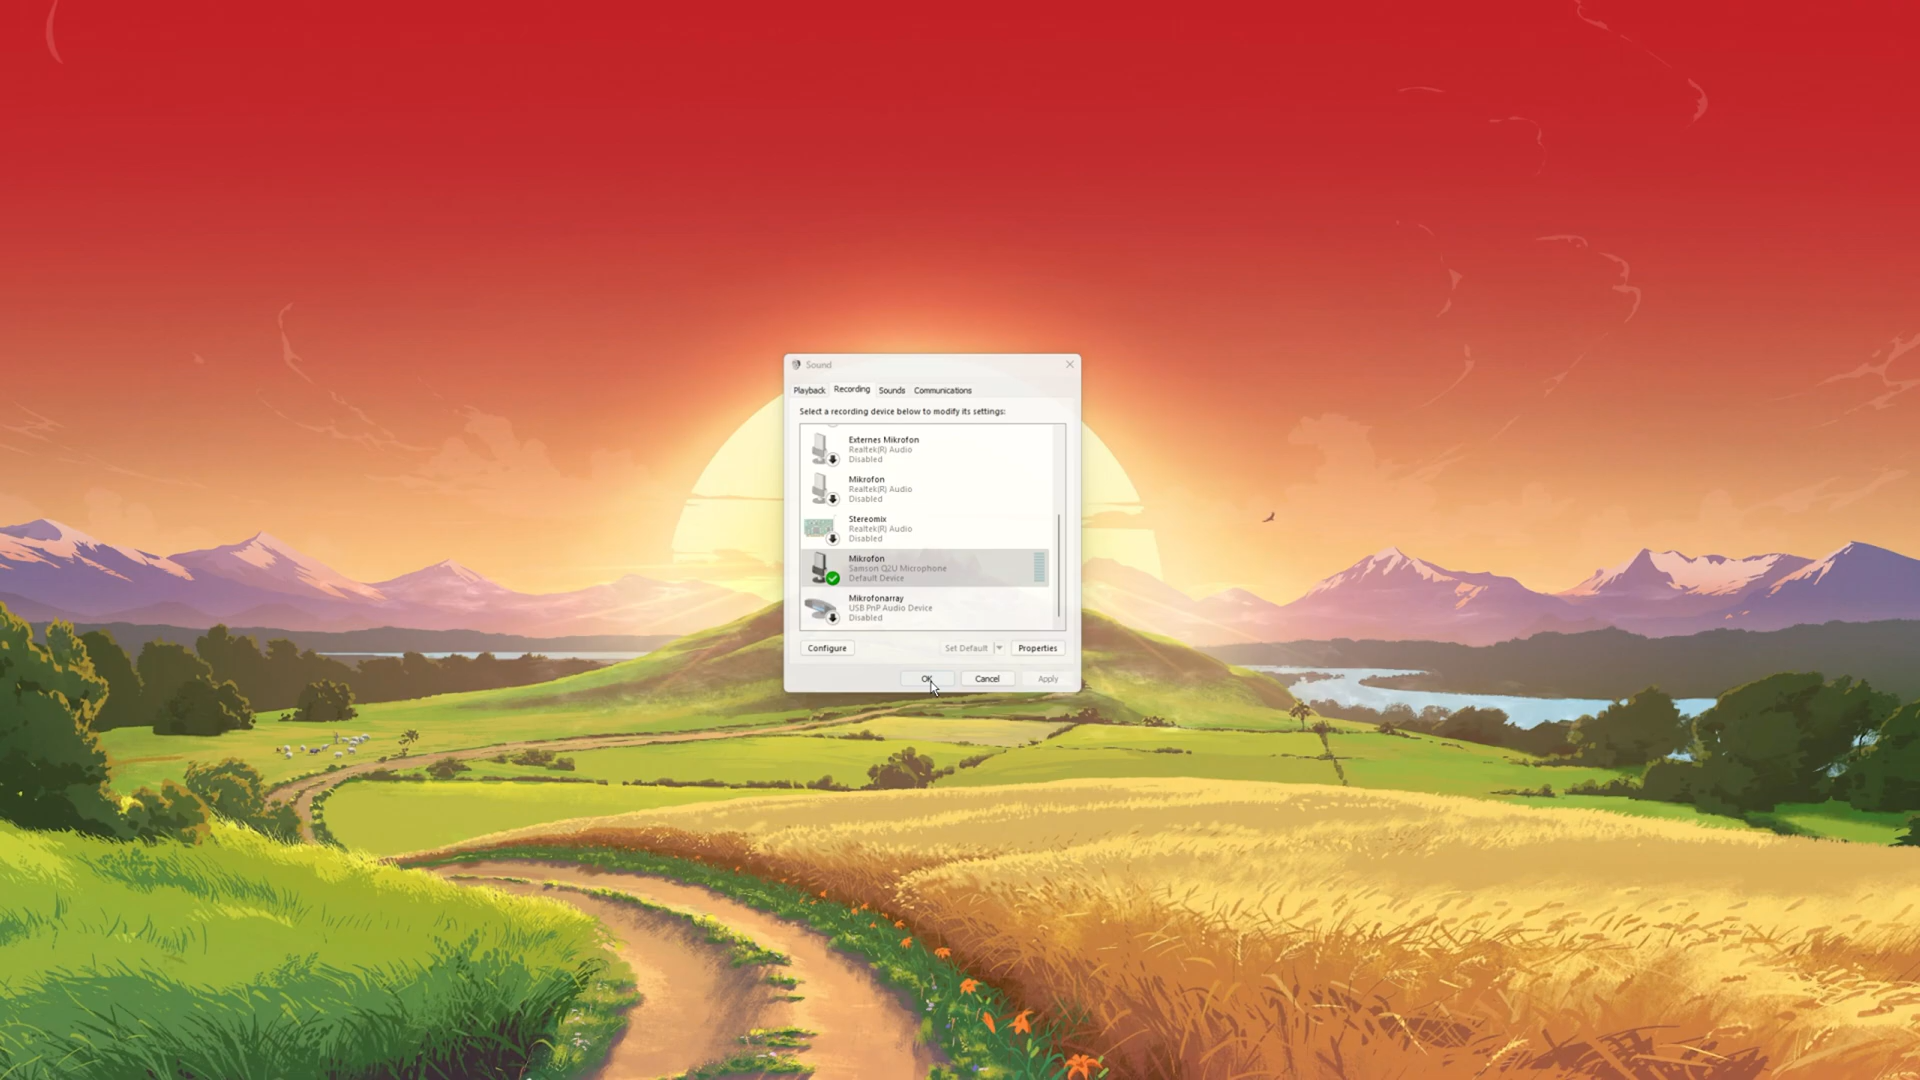 Sound
Playback
Recording
Sounds
Communications
Select a recording device below to modify its settings:
Externes Mikrofon
Realtek(R) Audio
Disabled
Mikrofon
Realtek(R) Audio
Disabled
Stereomix
Realtek(R) Audio
Disabled
Mikrofon
Samson Q2U Microphone
Default Device
Mikrofonarray
USB PnP Audio Device
Disabled
Configure
Set Default
Properties
OK
Cancel
Apply